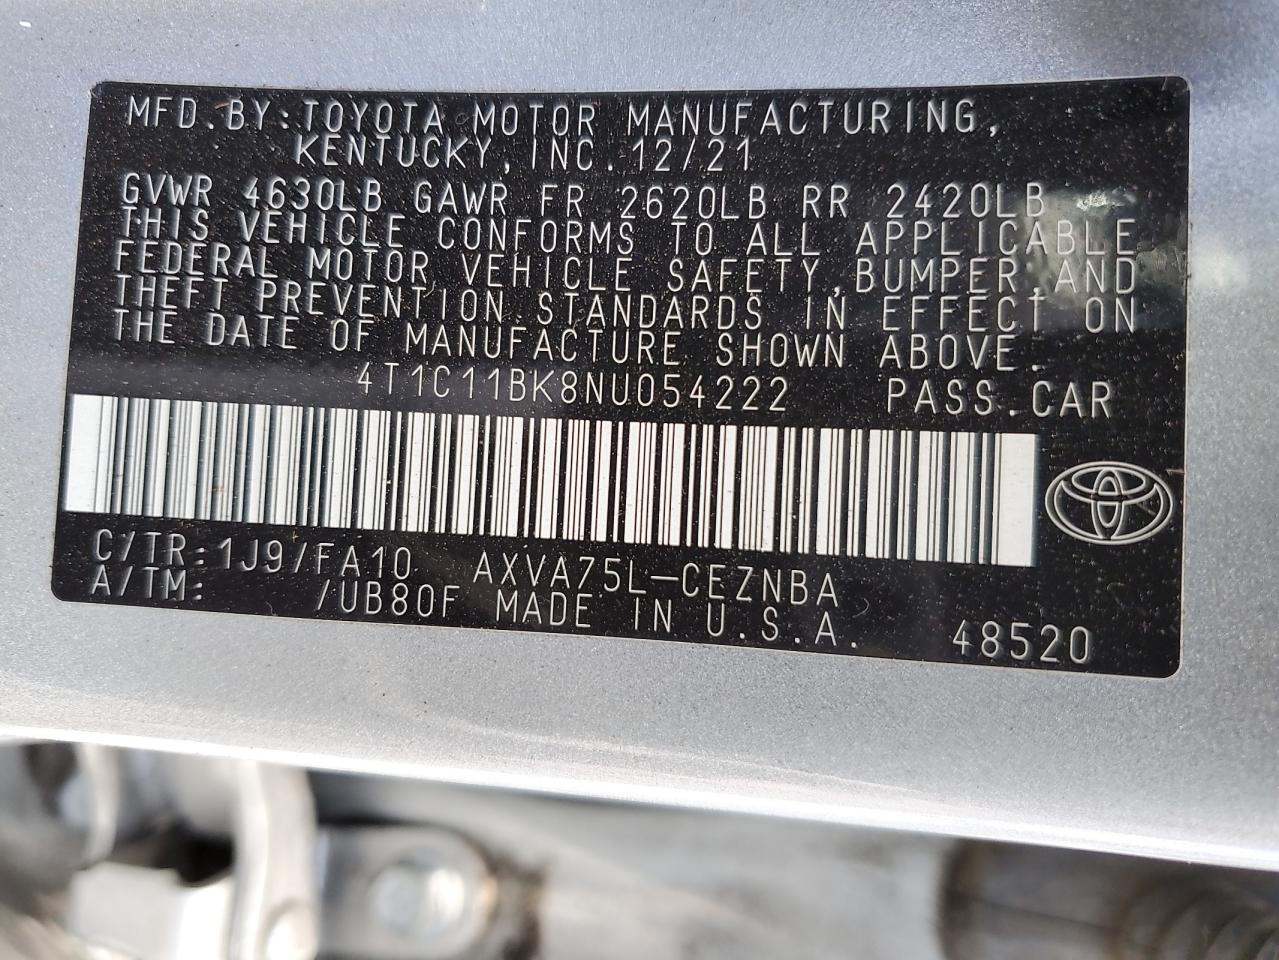 MFD.BY:TOYOTA MOTOR MANUFACTURING,
KENTUCKY, INC. 12/21
GVWR 4630LB GAWR FR 2620LB RR 2420LB
THIS VEHICLE CONFORMS TO ALL APPLICABLE
FEDERAL MOTOR VEHICLE SAFETY,BUMPER,AND
THEFT PREVENTION STANDARDS IN EFFECT ON
THE DATE OF MANUFACTURE SHOWN ABOVE.
4T1C11BK8NU054222 PASS.CAR
C/TR:1J9/FA10 AXVA75L-CEZNBA
A/TM: /UB80F MADE IN U.S.A. 48520